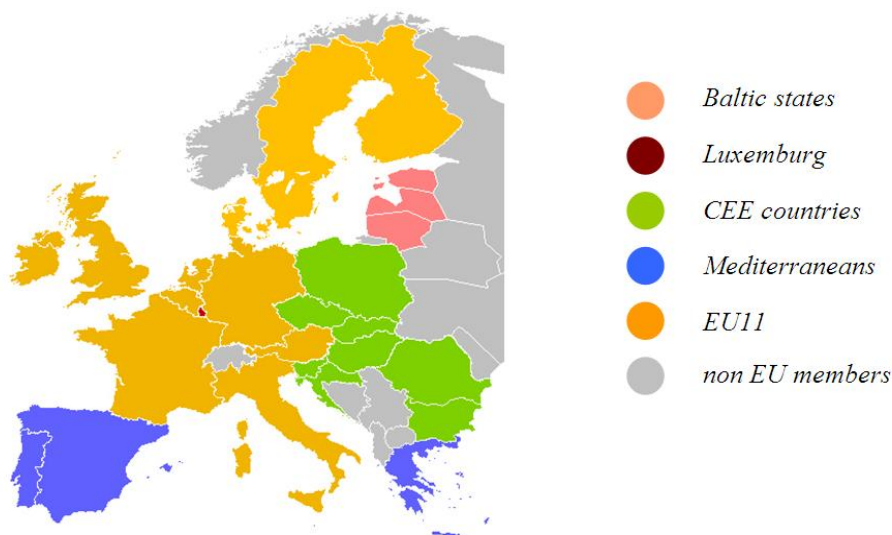 Baltic states
Luxemburg
CEE countries
Mediterraneans
EU11
non EU members